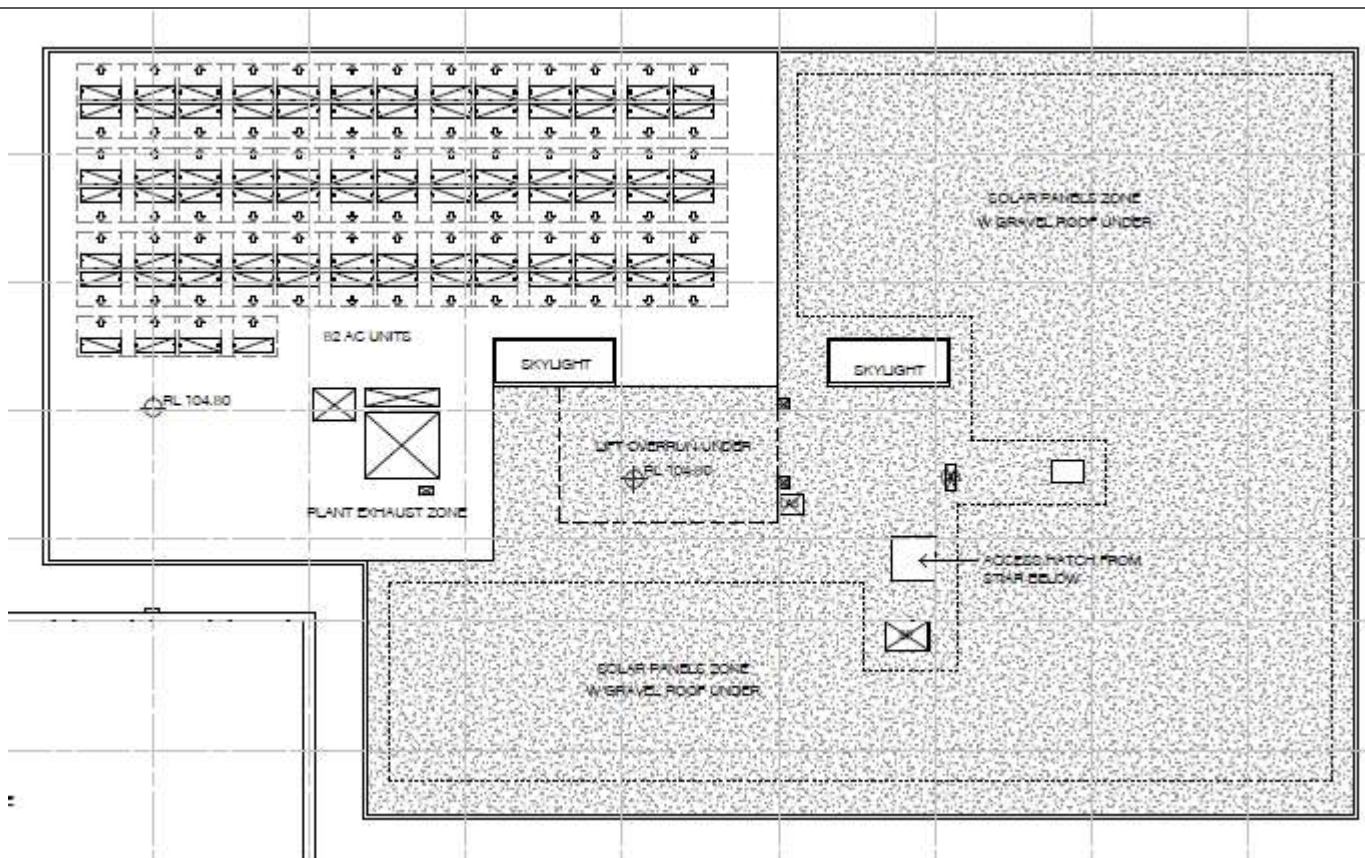 SOLAR PANELS ZONE
W GRAVEL ROOF UNDER
82 AC UNITS
SKYLIGHT
SKYLIGHT
RL 104.80
LIFT OVERRUN UNDER
RL 104.80
PLANT EXHAUST ZONE
ACCESS HATCH FROM
STIAR BELOW
SOLAR PANELS ZONE
W/GRAVEL ROOF UNDER